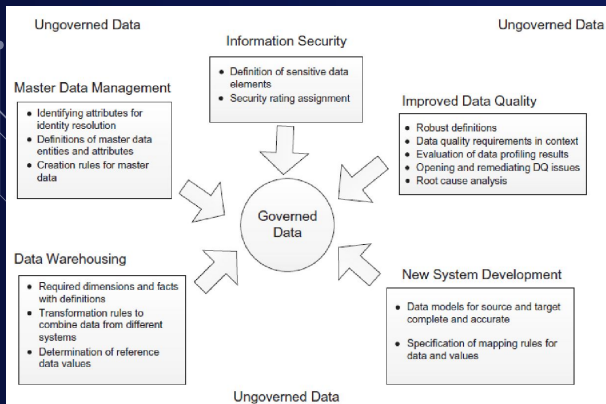 Ungoverned Data
Ungoverned Data
Information Security
• Definition of sensitive data
elements
• Security rating assignment
Master Data Management
• Identifying attributes for
identity resolution
• Definitions of master data
entities and attributes
• Creation rules for master
data
Improved Data Quality
• Robust definitions
• Data quality requirements in context
• Evaluation of data profiling results
• Opening and remediating DQ issues
• Root cause analysis
Governed
Data
Data Warehousing
• Required dimensions and facts
with definitions
• Transformation rules to
combine data from different
systems
• Determination of reference
data values
New System Development
• Data models for source and target
complete and accurate
• Specification of mapping rules for
data and values
Ungoverned Data